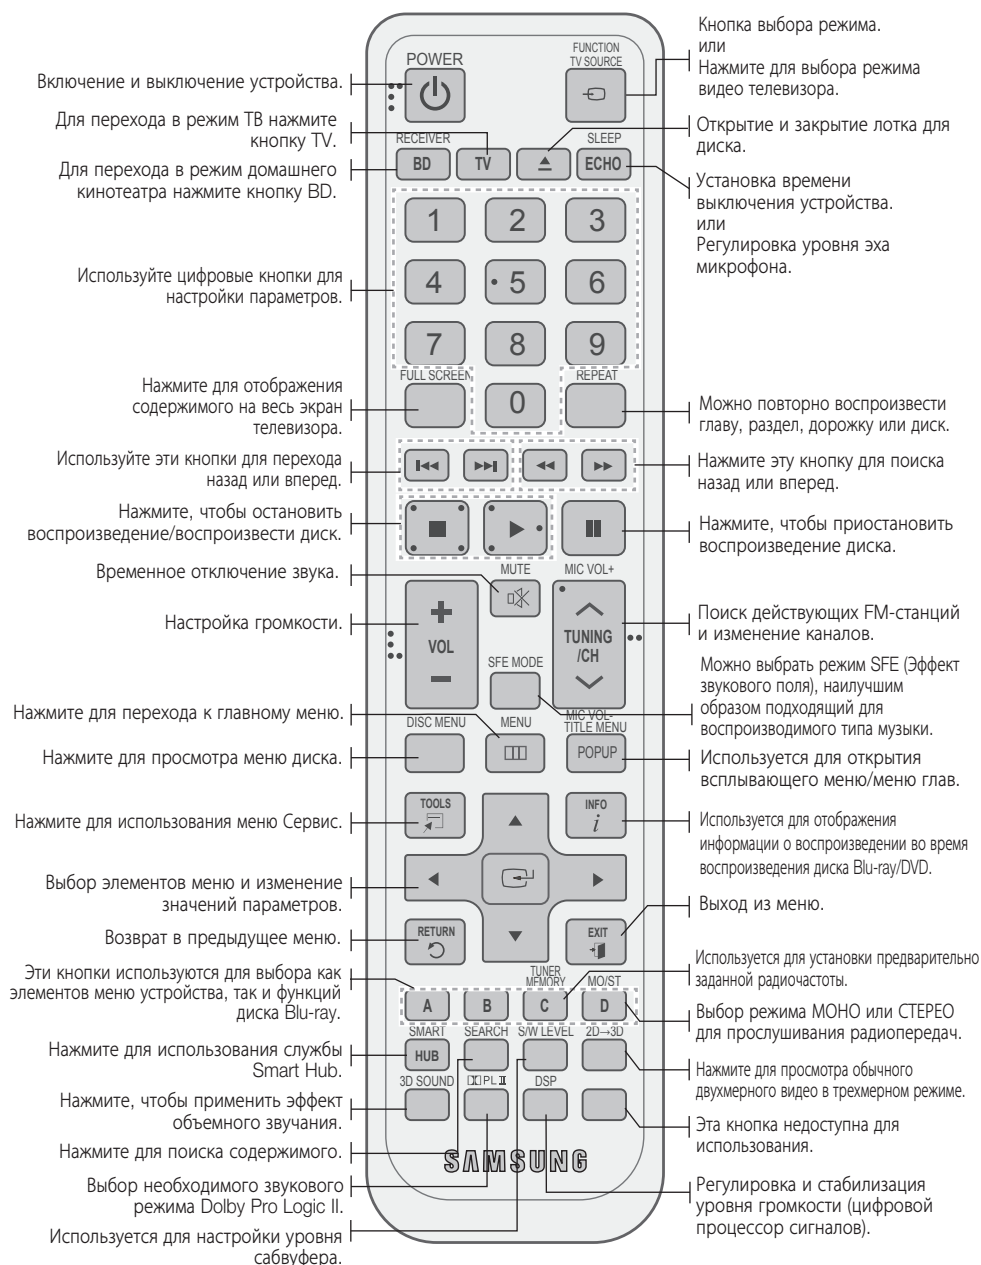 Включение и выключение устройства.
Для перехода в режим ТВ нажмите
кнопку TV.
Для перехода в режим домашнего
кинотеатра нажмите кнопку BD.
Используйте цифровые кнопки для
настройки параметров.
Нажмите для отображения
содержимого на весь экран
телевизора.
Используйте эти кнопки для перехода
назад или вперед.
Нажмите, чтобы остановить
воспроизведение/воспроизвести диск.
Временное отключение звука.
Настройка громкости.
Нажмите для перехода к главному меню.
Нажмите для просмотра меню диска.
Нажмите для использования меню Сервис.
Выбор элементов меню и изменение
значений параметров.
Возврат в предыдущее меню.
Эти кнопки используются для выбора как
элементов меню устройства, так и функций
диска Blu-ray.
Нажмите для использования службы
Smart Hub.
Нажмите, чтобы применить эффект
объемного звучания.
Нажмите для поиска содержимого.
Выбор необходимого звукового
режима Dolby Pro Logic II.
Используется для настройки уровня
сабвуфера.
POWER
FUNCTION
TV SOURCE
RECEIVER
SLEEP
BD
TV
ECHO
1
2
3
4
5
6
7
8
9
FULL SCREEN
0
REPEAT
MUTE
MIC VOL+
VOL
TUNING
/CH
SFE MODE
MIC VOL-
DISC MENU
MENU
TITLE MENU
POPUP
TOOLS
INFO
i
RETURN
EXIT
TUNER
MEMORY
MO/ST
A
B
C
D
SMART
SEARCH
S/W LEVEL
2D→3D
HUB
3D SOUND
PL II
DSP
SAMSUNG
Кнопка выбора режима.
или
Нажмите для выбора режима
видео телевизора.
Открытие и закрытие лотка для
диска.
Установка времени
выключения устройства.
или
Регулировка уровня эха
микрофона.
Можно повторно воспроизвести
главу, раздел, дорожку или диск.
Нажмите эту кнопку для поиска
назад или вперед.
Нажмите, чтобы приостановить
воспроизведение диска.
Поиск действующих FM-станций
и изменение каналов.
Можно выбрать режим SFE (Эффект
звукового поля), наилучшим
образом подходящий для
воспроизводимого типа музыки.
Используется для открытия
всплывающего меню/меню глав.
Используется для отображения
информации о воспроизведении во время
воспроизведения диска Blu-ray/DVD.
Выход из меню.
Используется для установки предварительно
заданной радиочастоты.
Выбор режима МОНО или СТЕРЕО
для прослушивания радиопередач.
Нажмите для просмотра обычного
двухмерного видео в трехмерном режиме.
Эта кнопка недоступна для
использования.
Регулировка и стабилизация
уровня громкости (цифровой
процессор сигналов).